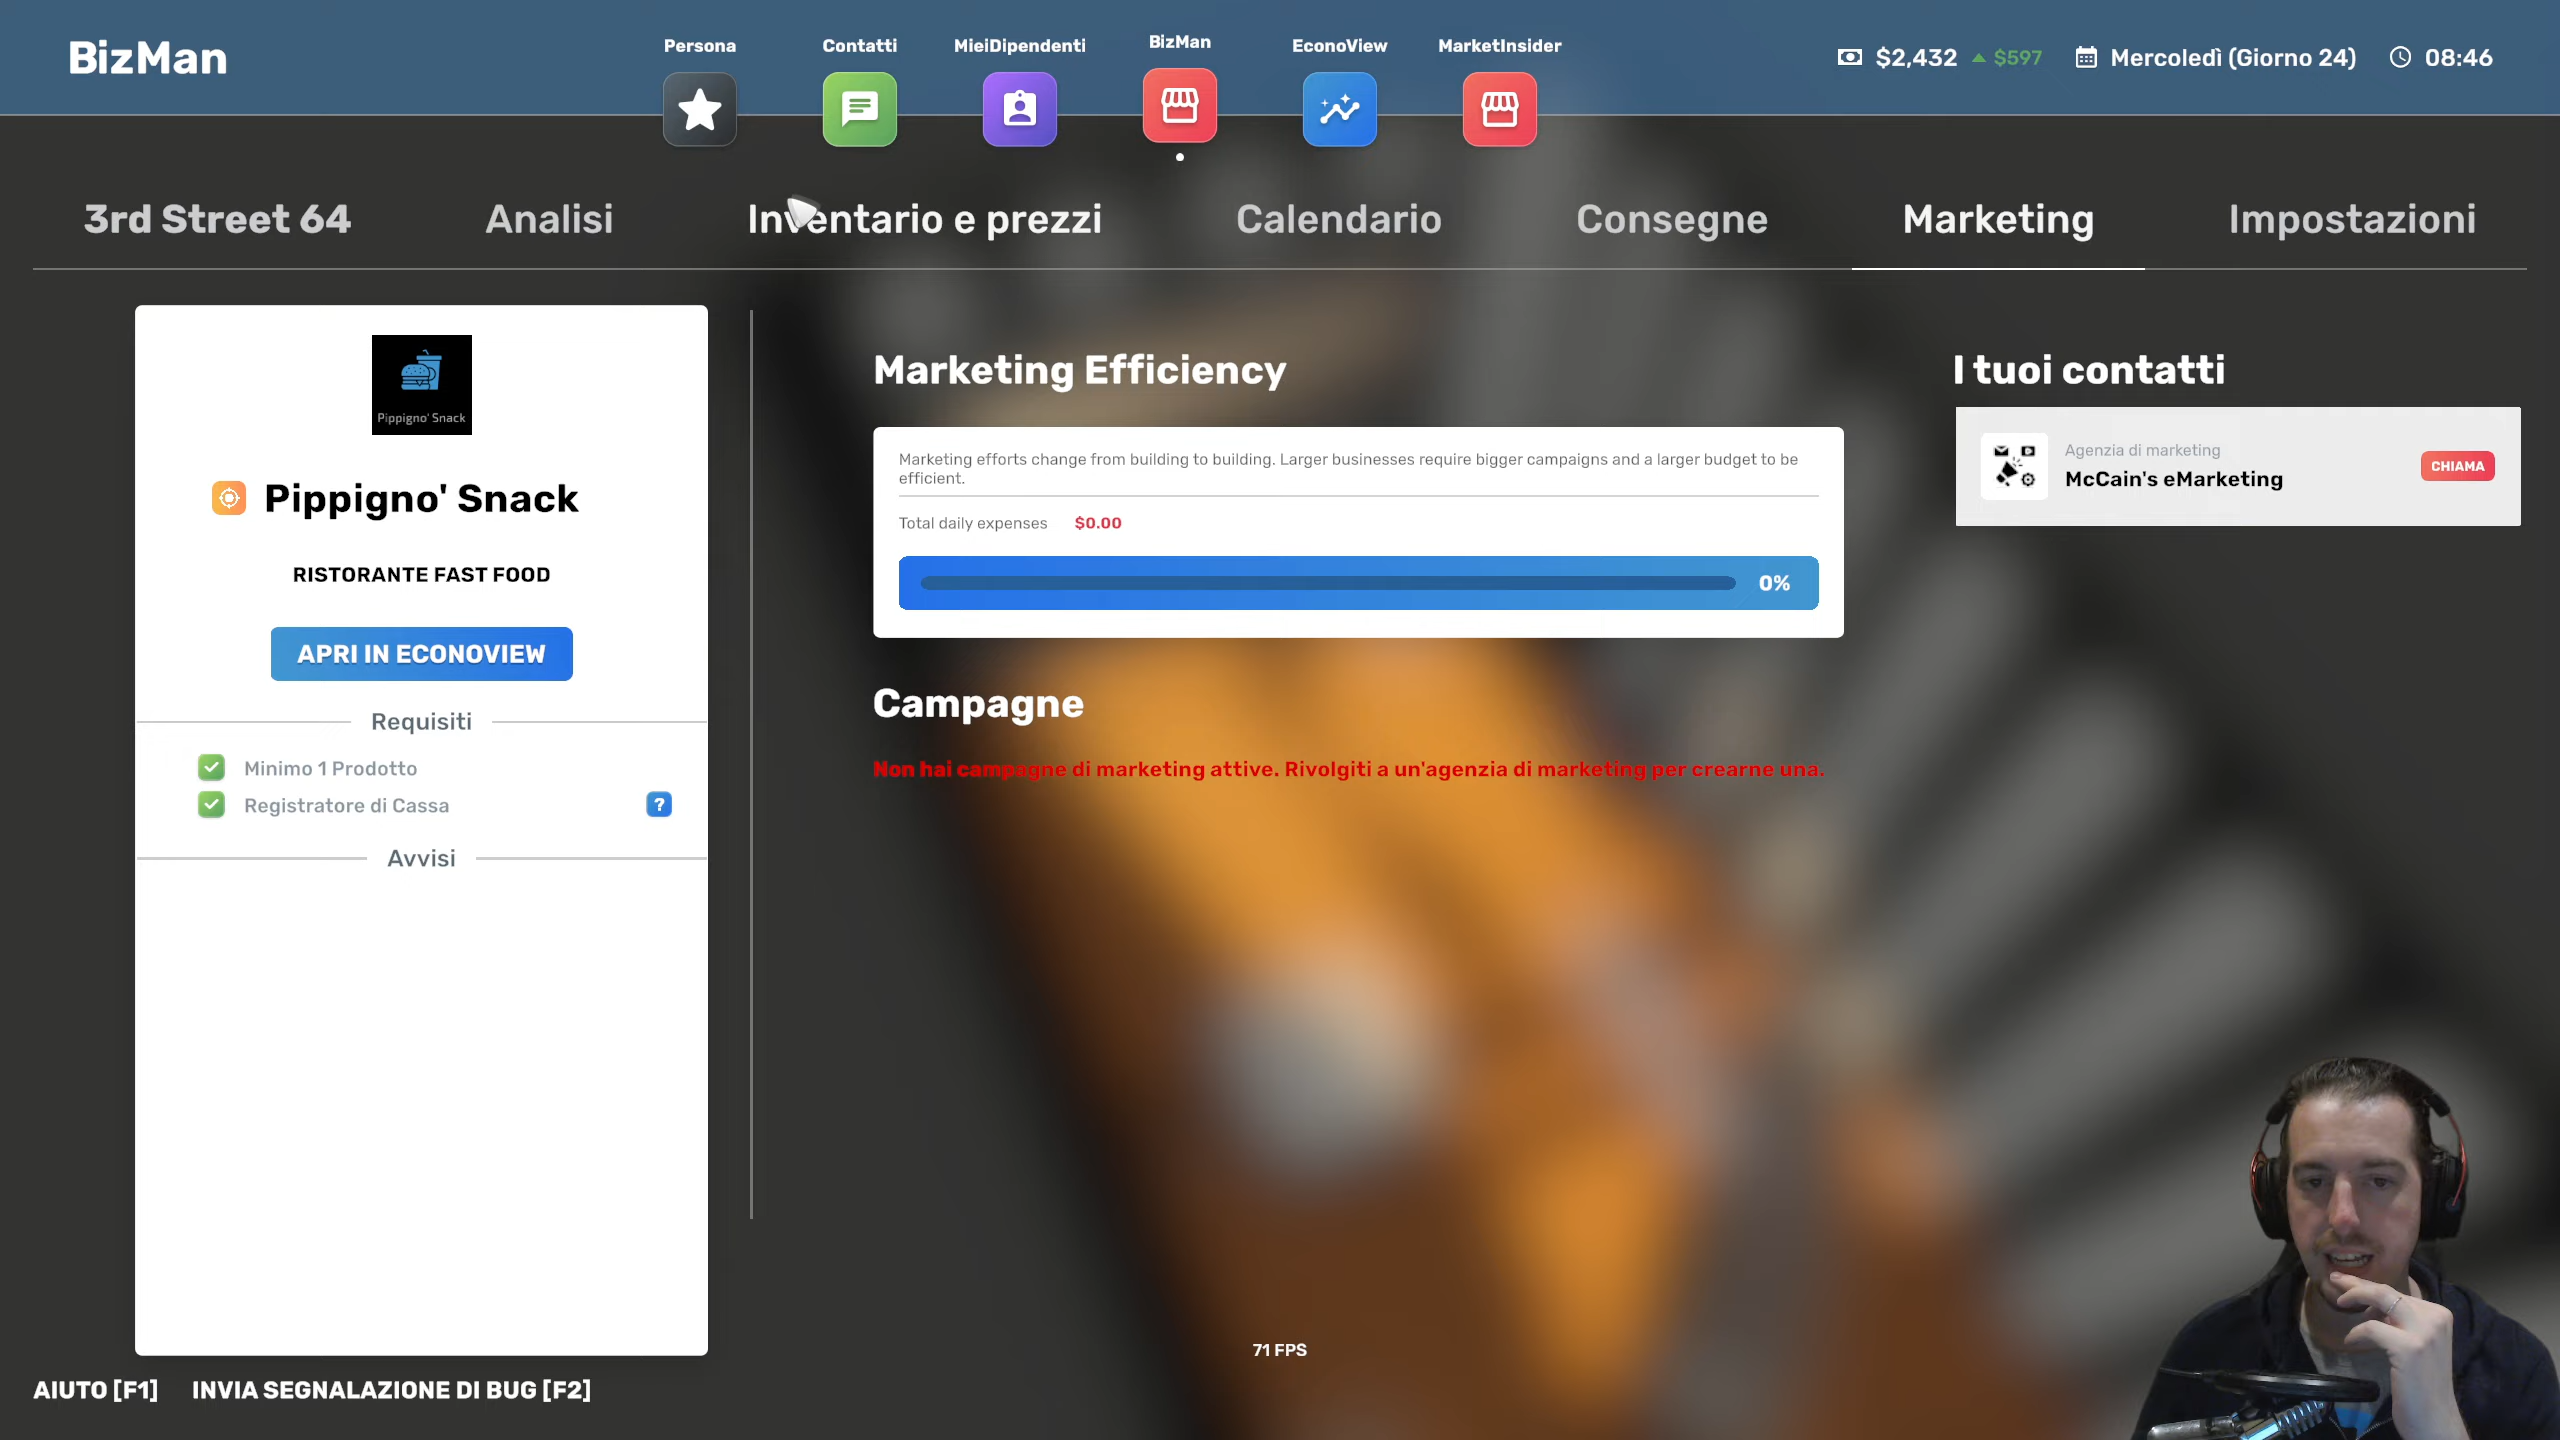 BizMan
Persona
Contatti
MieiDipendenti
BizMan
EconoView
MarketInsider
$2,432
$597
Mercoledì (Giorno 24)
08:46
3rd Street 64
Analisi
Inventario e prezzi
Calendario
Consegne
Marketing
Impostazioni
Pippigno' Snack
Pippigno' Snack
RISTORANTE FAST FOOD
APRI IN ECONOVIEW
Requisiti
Minimo 1 Prodotto
Registratore di Cassa
?
Avvisi
Marketing Efficiency
Marketing efforts change from building to building. Larger businesses require bigger campaigns and a larger budget to be
efficient.
Total daily expenses $0.00
0%
Campagne
Non hai campagne di marketing attive. Rivolgiti a un'agenzia di marketing per crearne una.
I tuoi contatti
Agenzia di marketing
McCain's eMarketing
CHIAMA
71 FPS
AIUTO [F1]
INVIA SEGNALAZIONE DI BUG [F2]